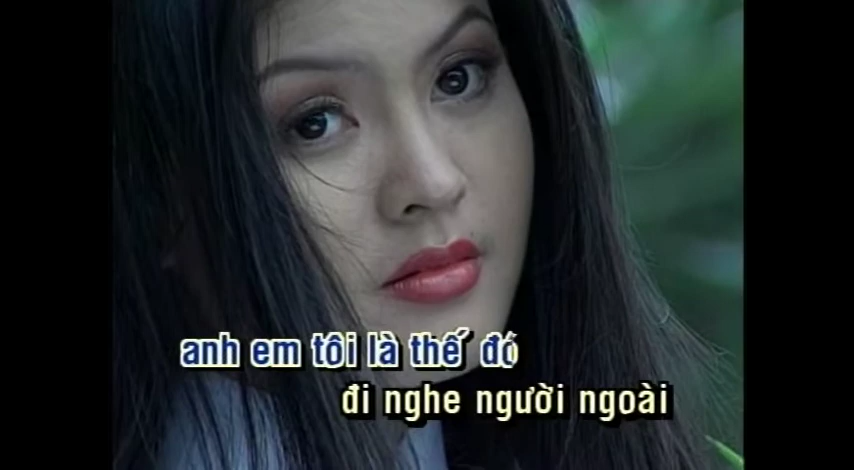 anh em tôi là thế đó
đi nghe người ngoài